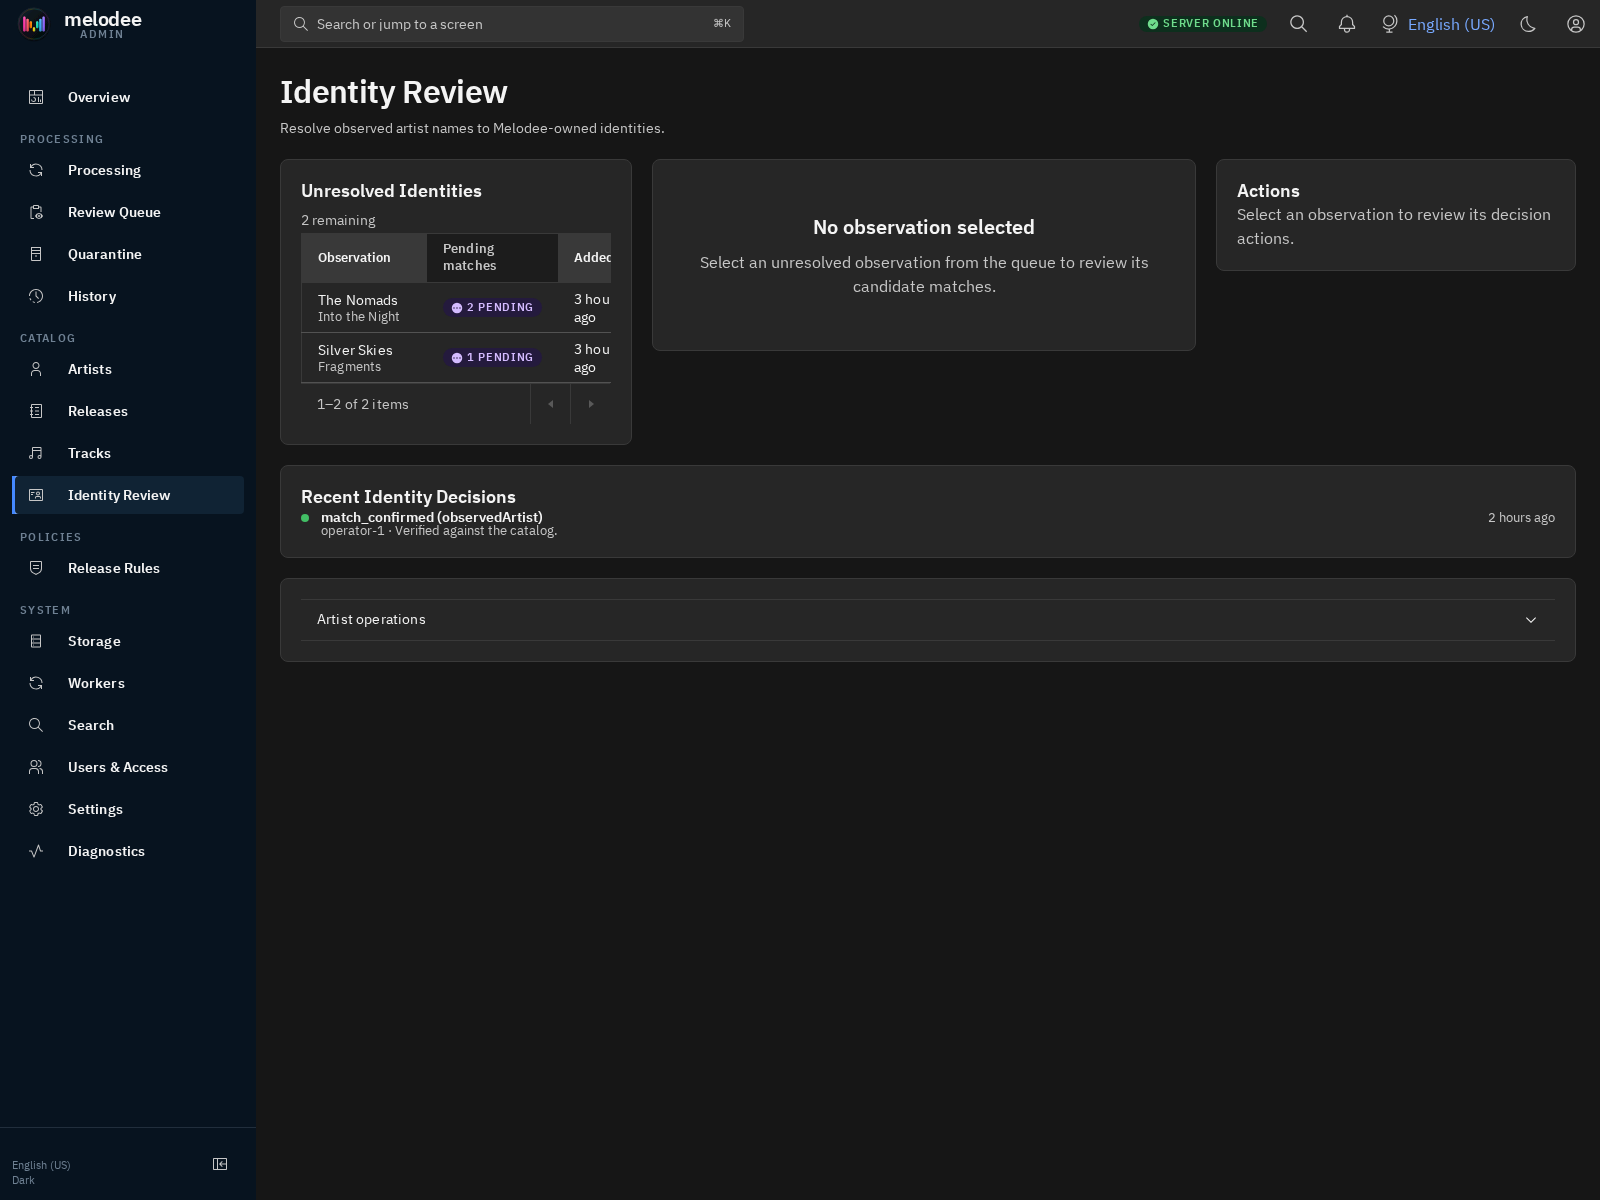 melodee
ADMIN
Search or jump to a screen
⌘K
SERVER ONLINE
English (US)
Overview
PROCESSING
Processing
Review Queue
Quarantine
History
CATALOG
Artists
Releases
Tracks
Identity Review
POLICIES
Release Rules
SYSTEM
Storage
Workers
Search
Users & Access
Settings
Diagnostics
English (US)
Dark
Identity Review
Resolve observed artist names to Melodee-owned identities.
Unresolved Identities
2 remaining
Observation
Pending
matches
Added
The Nomads
Into the Night
2 PENDING
3 hou
ago
Silver Skies
Fragments
1 PENDING
3 hou
ago
1–2 of 2 items
No observation selected
Select an unresolved observation from the queue to review its
candidate matches.
Actions
Select an observation to review its decision
actions.
Recent Identity Decisions
match_confirmed (observedArtist)
operator-1 · Verified against the catalog.
2 hours ago
Artist operations